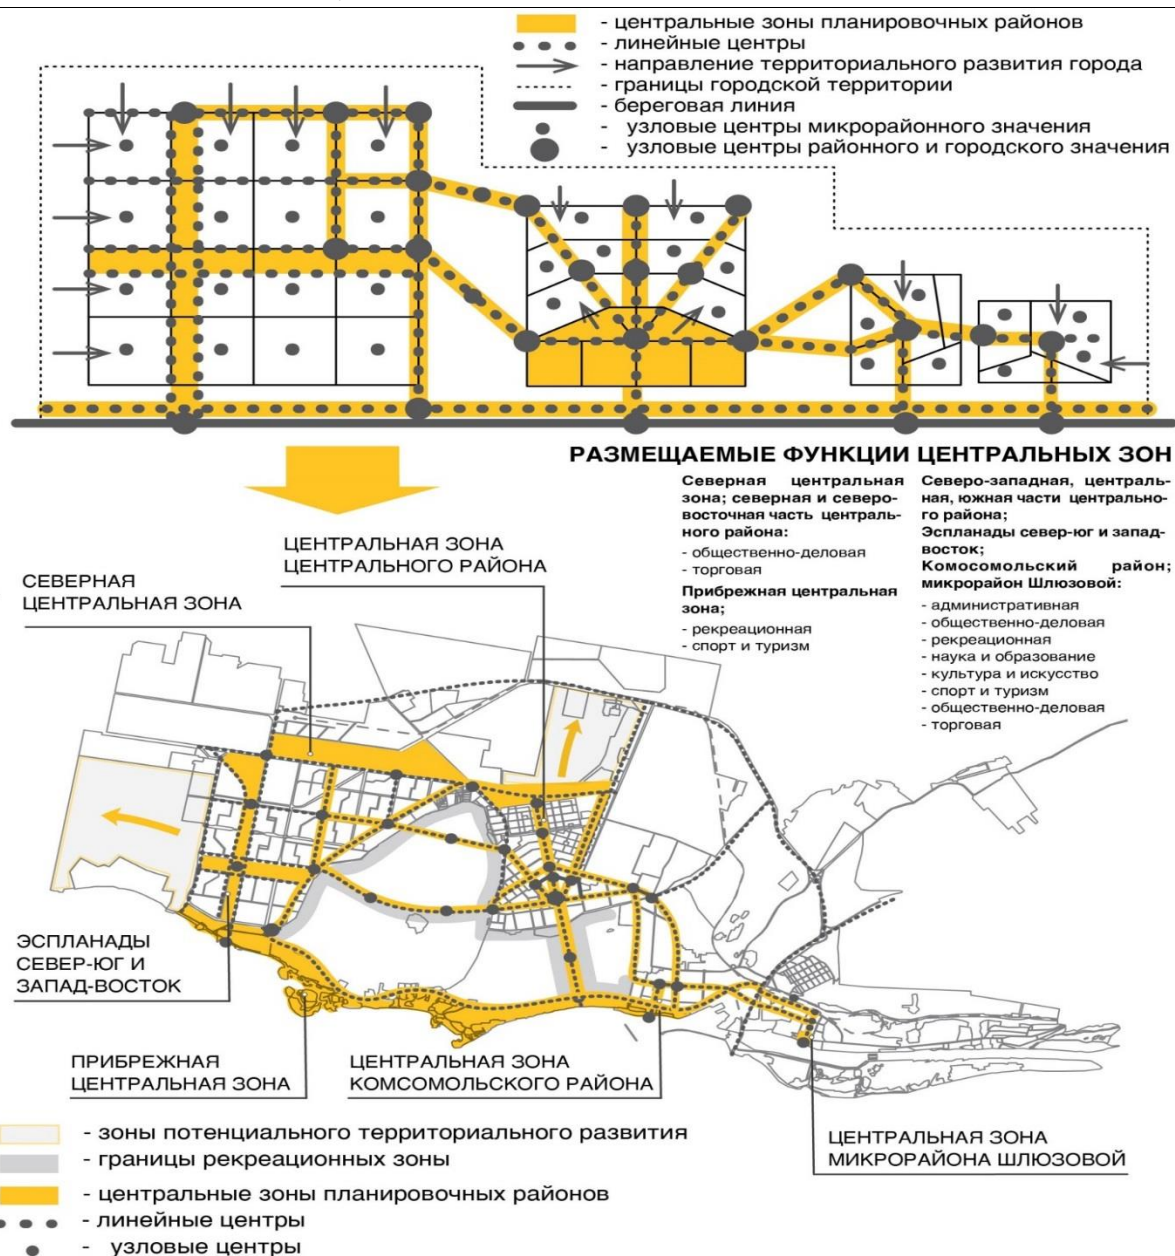 - центральные зоны планировочных районов
- линейные центры
- направление территориального развития города
- границы городской территории
- береговая линия
- узловые центры микрорайонного значения
- узловые центры районного и городского значения
РАЗМЕЩАЕМЫЕ ФУНКЦИИ ЦЕНТРАЛЬНЫХ ЗОН
Северная центральная
зона; северная и северо-
восточная часть централь-
ного района:
- общественно-деловая
- торговая
Прибрежная центральная
зона;
- рекреационная
- спорт и туризм
Северо-западная, централь-
ная, южная части центрально-
го района;
Эспланады север-юг и запад-
восток;
Комосомольский район;
микрорайон Шлюзовой:
- административная
- общественно-деловая
- рекреационная
- наука и образование
- культура и искусство
- спорт и туризм
- общественно-деловая
- торговая
ЦЕНТРАЛЬНАЯ ЗОНА
ЦЕНТРАЛЬНОГО РАЙОНА
СЕВЕРНАЯ
ЦЕНТРАЛЬНАЯ ЗОНА
ЭСПЛАНАДЫ
СЕВЕР-ЮГ И
ЗАПАД-ВОСТОК
ПРИБРЕЖНАЯ
ЦЕНТРАЛЬНАЯ ЗОНА
ЦЕНТРАЛЬНАЯ ЗОНА
КОМСОМОЛЬСКОГО РАЙОНА
ЦЕНТРАЛЬНАЯ ЗОНА
МИКРОРАЙОНА ШЛЮЗОВОЙ
- зоны потенциального территориального развития
- границы рекреационных зоны
- центральные зоны планировочных районов
- линейные центры
- узловые центры